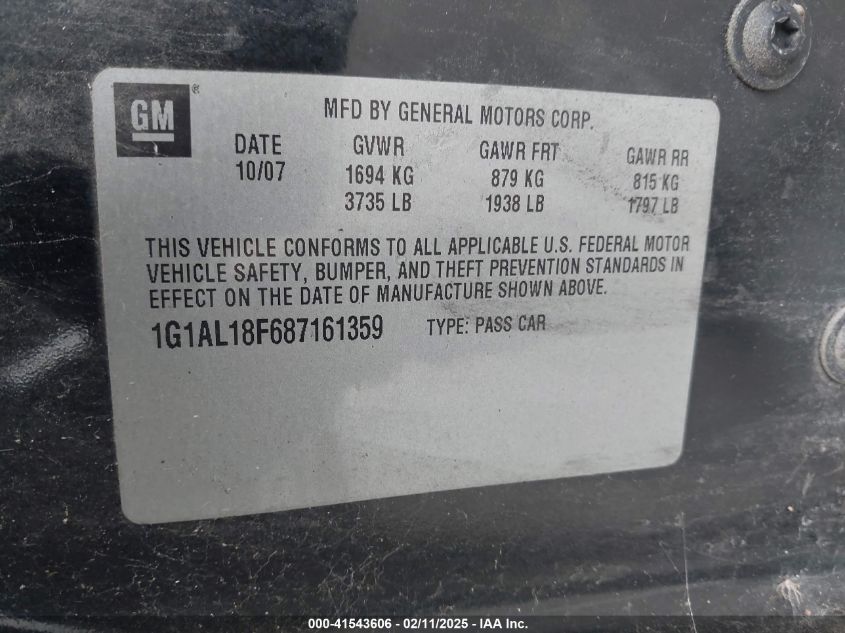 GM®
MFD BY GENERAL MOTORS CORP.
DATE GVWR GAWR FRT GAWR RR
10/07 1694 KG 879 KG 815 KG
3735 LB 1938 LB 1797 LB
THIS VEHICLE CONFORMS TO ALL APPLICABLE U.S. FEDERAL MOTOR
VEHICLE SAFETY, BUMPER, AND THEFT PREVENTION STANDARDS IN
EFFECT ON THE DATE OF MANUFACTURE SHOWN ABOVE.
1G1AL18F687161359 TYPE: PASS CAR
000-41543606 - 02/11/2025 - IAA Inc.